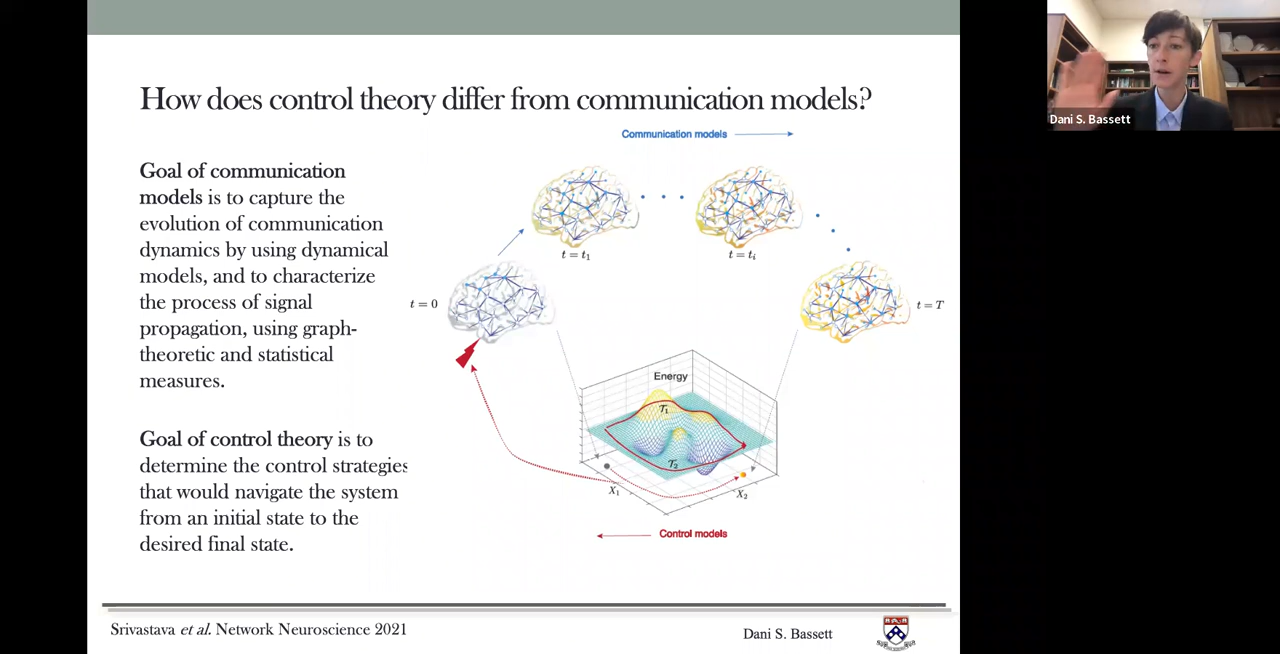 How does control theory differ from communication models?
Goal of communication
models is to capture the
evolution of communication
dynamics by using dynamical
models, and to characterize
the process of signal
propagation, using graph-
theoretic and statistical
measures.
Goal of control theory is to
determine the control strategies
that would navigate the system
from an initial state to the
desired final state.
Communication models
t = t₁
t = tᵢ
t = 0
t = T
Energy
𝒯₁
𝒯₂
X₁
X₂
Control models
Srivastava et al. Network Neuroscience 2021
Dani S. Bassett
Dani S. Bassett